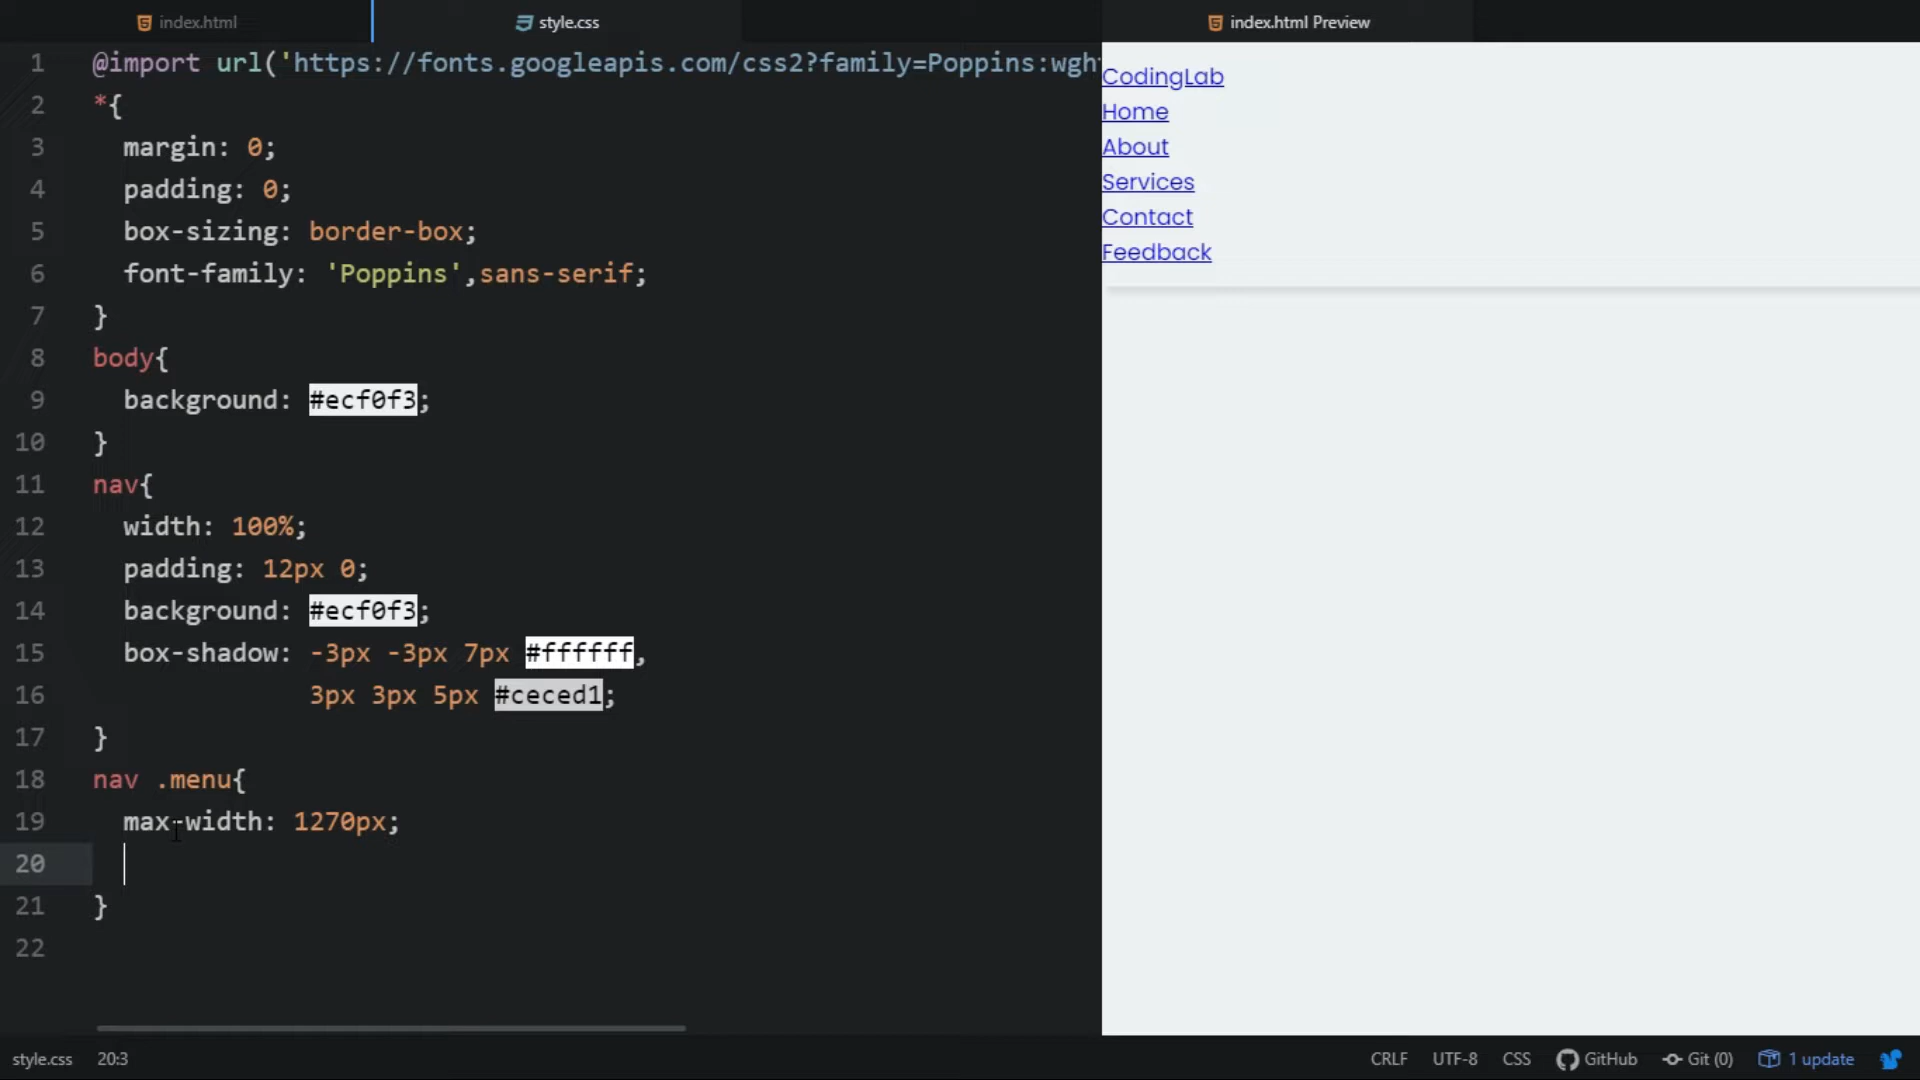 index.html
style.css
index.html Preview
1 @import url('https://fonts.googleapis.com/css2?family=Poppins:wgh
2 *{
3 margin: 0;
4 padding: 0;
5 box-sizing: border-box;
6 font-family: 'Poppins',sans-serif;
7 }
8 body{
9 background: #ecf0f3;
10 }
11 nav{
12 width: 100%;
13 padding: 12px 0;
14 background: #ecf0f3;
15 box-shadow: -3px -3px 7px #ffffff,
16 3px 3px 5px #ceced1;
17 }
18 nav .menu{
19 max-width: 1270px;
20
21 }
22
CodingLab
Home
About
Services
Contact
Feedback
style.css 20:3 CRLF UTF-8 CSS GitHub Git (0) 1 update